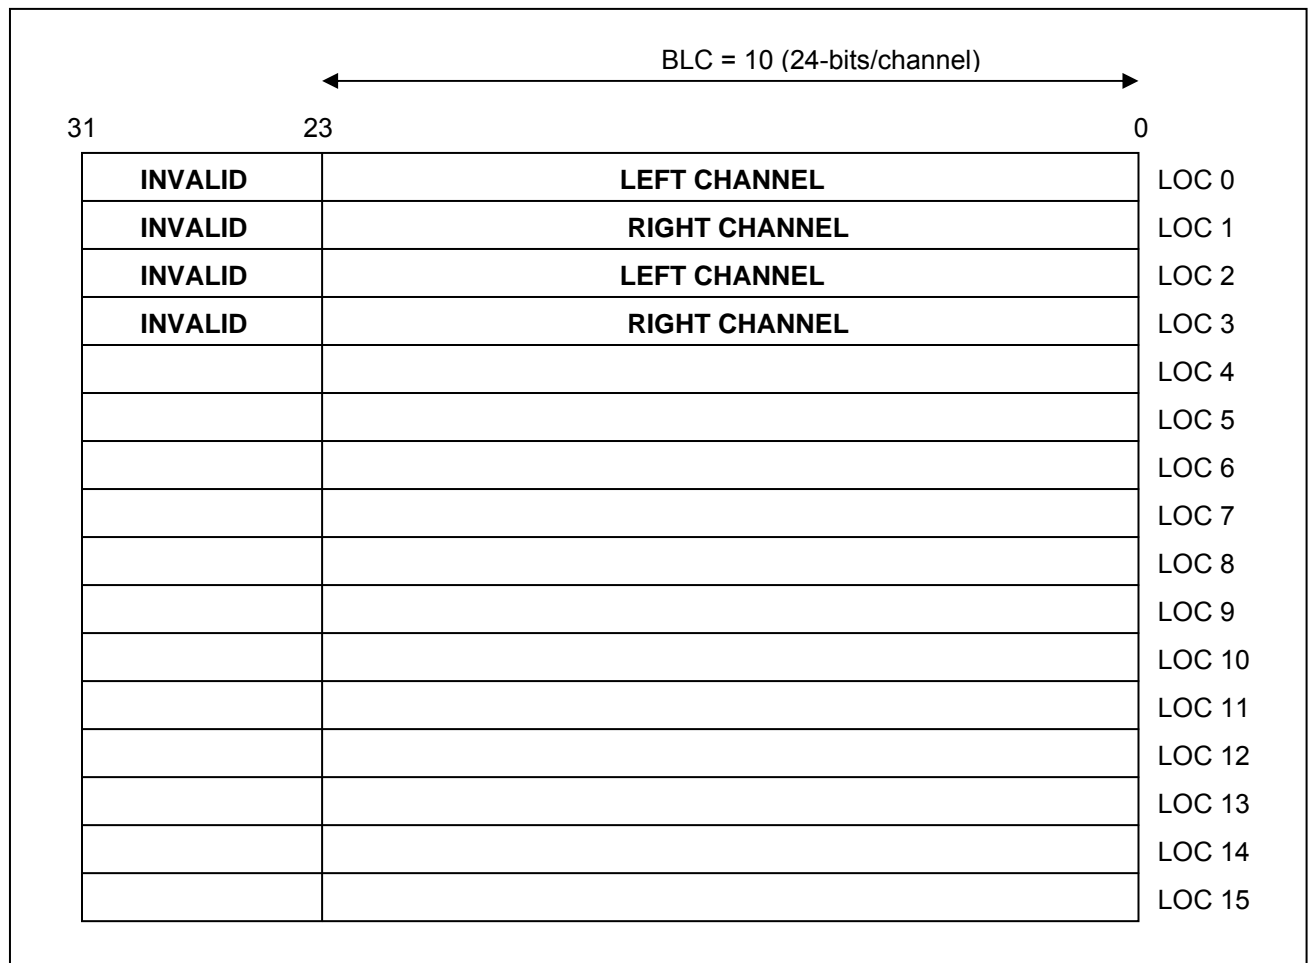 BLC = 10 (24-bits/channel)
31 23 0
INVALID LEFT CHANNEL LOC 0
INVALID RIGHT CHANNEL LOC 1
INVALID LEFT CHANNEL LOC 2
INVALID RIGHT CHANNEL LOC 3
LOC 4
LOC 5
LOC 6
LOC 7
LOC 8
LOC 9
LOC 10
LOC 11
LOC 12
LOC 13
LOC 14
LOC 15